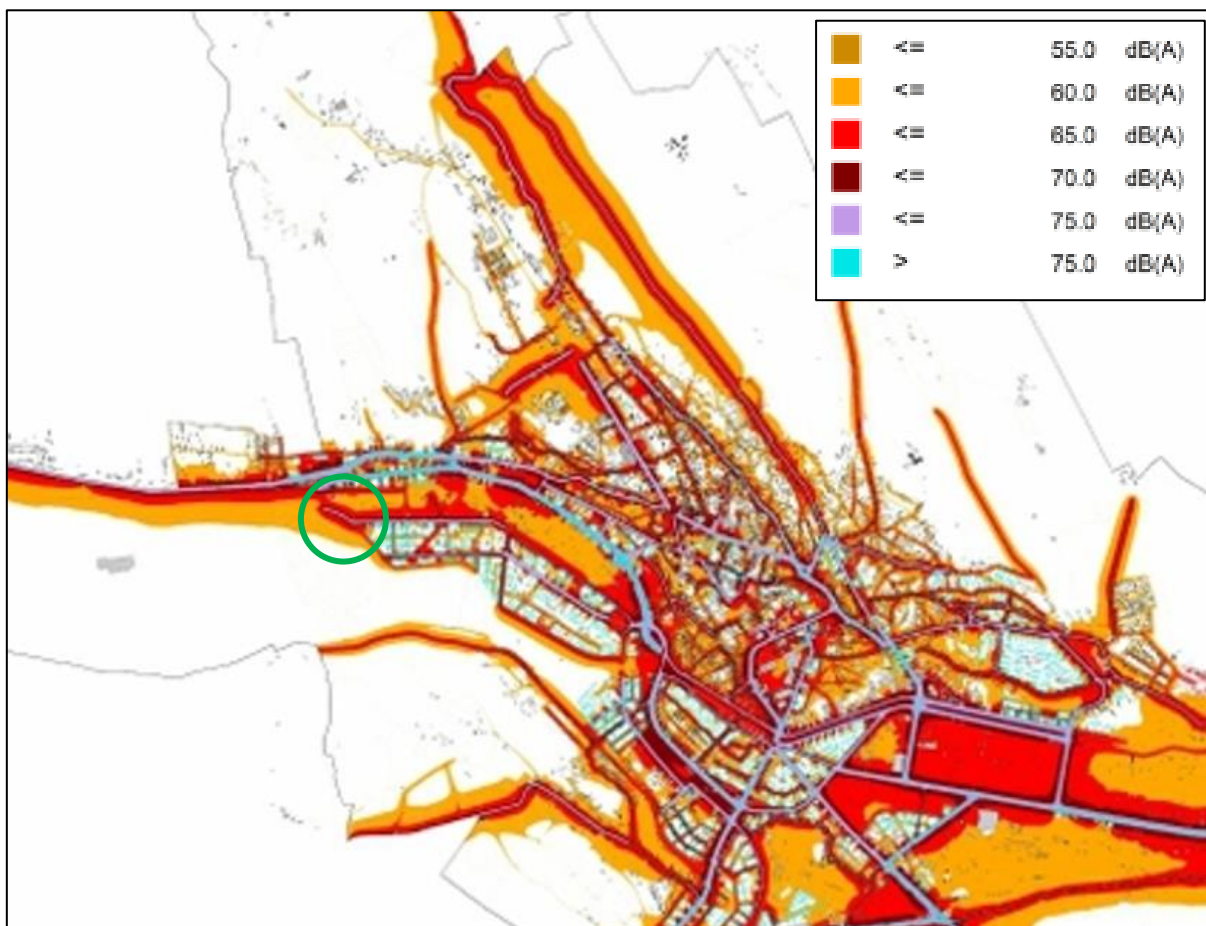 <= 55.0 dB(A)
<= 60.0 dB(A)
<= 65.0 dB(A)
<= 70.0 dB(A)
<= 75.0 dB(A)
> 75.0 dB(A)